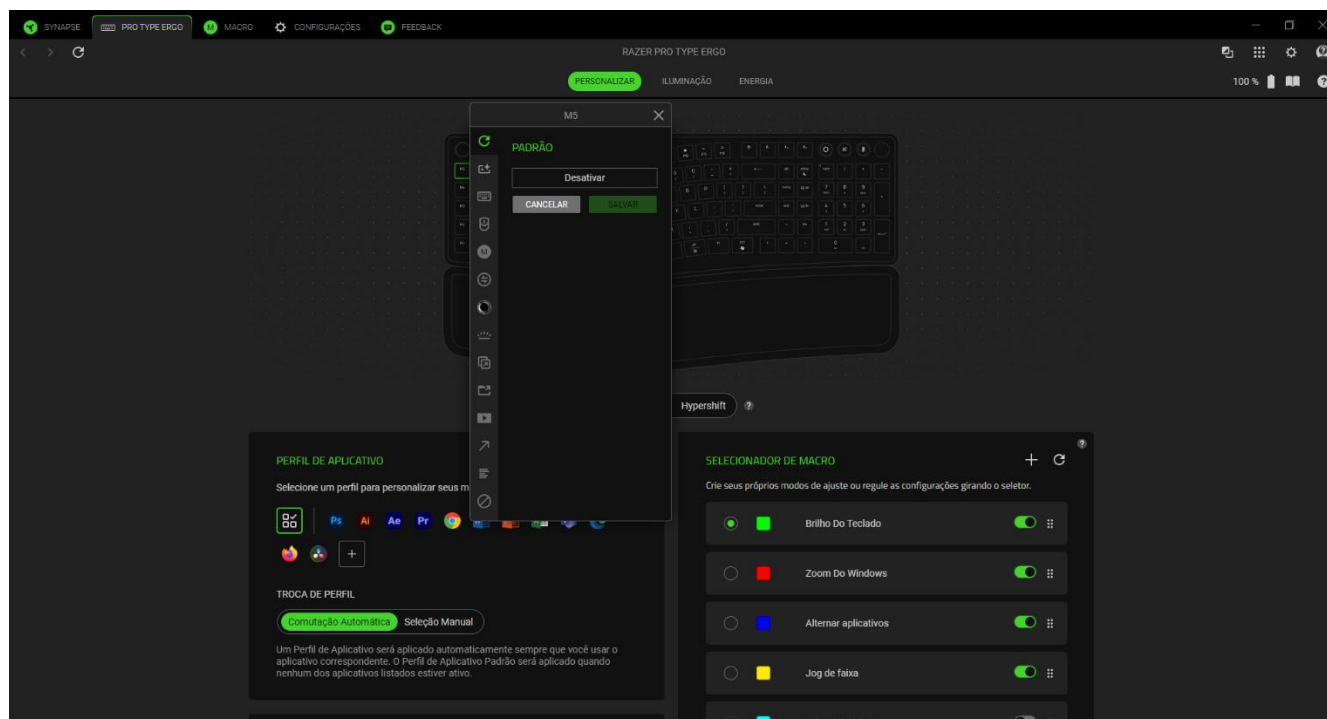 SYNAPSE
PRO TYPE ERGO
MACRO
CONFIGURAÇÕES
FEEDBACK
RAZER PRO TYPE ERGO
PERSONALIZAR
ILUMINAÇÃO
ENERGIA
100 %
M5
PADRÃO
Desativar
CANCELAR
SALVAR
Hypershift
PERFIL DE APLICATIVO
Selecione um perfil para personalizar seus m
Ps Ai Ae Pr
TROCA DE PERFIL
Comutação Automática
Seleção Manual
Um Perfil de Aplicativo será aplicado automaticamente sempre que você usar o
aplicativo correspondente. O Perfil de Aplicativo Padrão será aplicado quando
nenhum dos aplicativos listados estiver ativo.
SELECIONADOR DE MACRO
Crie seus próprios modos de ajuste ou regule as configurações girando o seletor.
Brilho Do Teclado
Zoom Do Windows
Alternar aplicativos
Jog de faixa